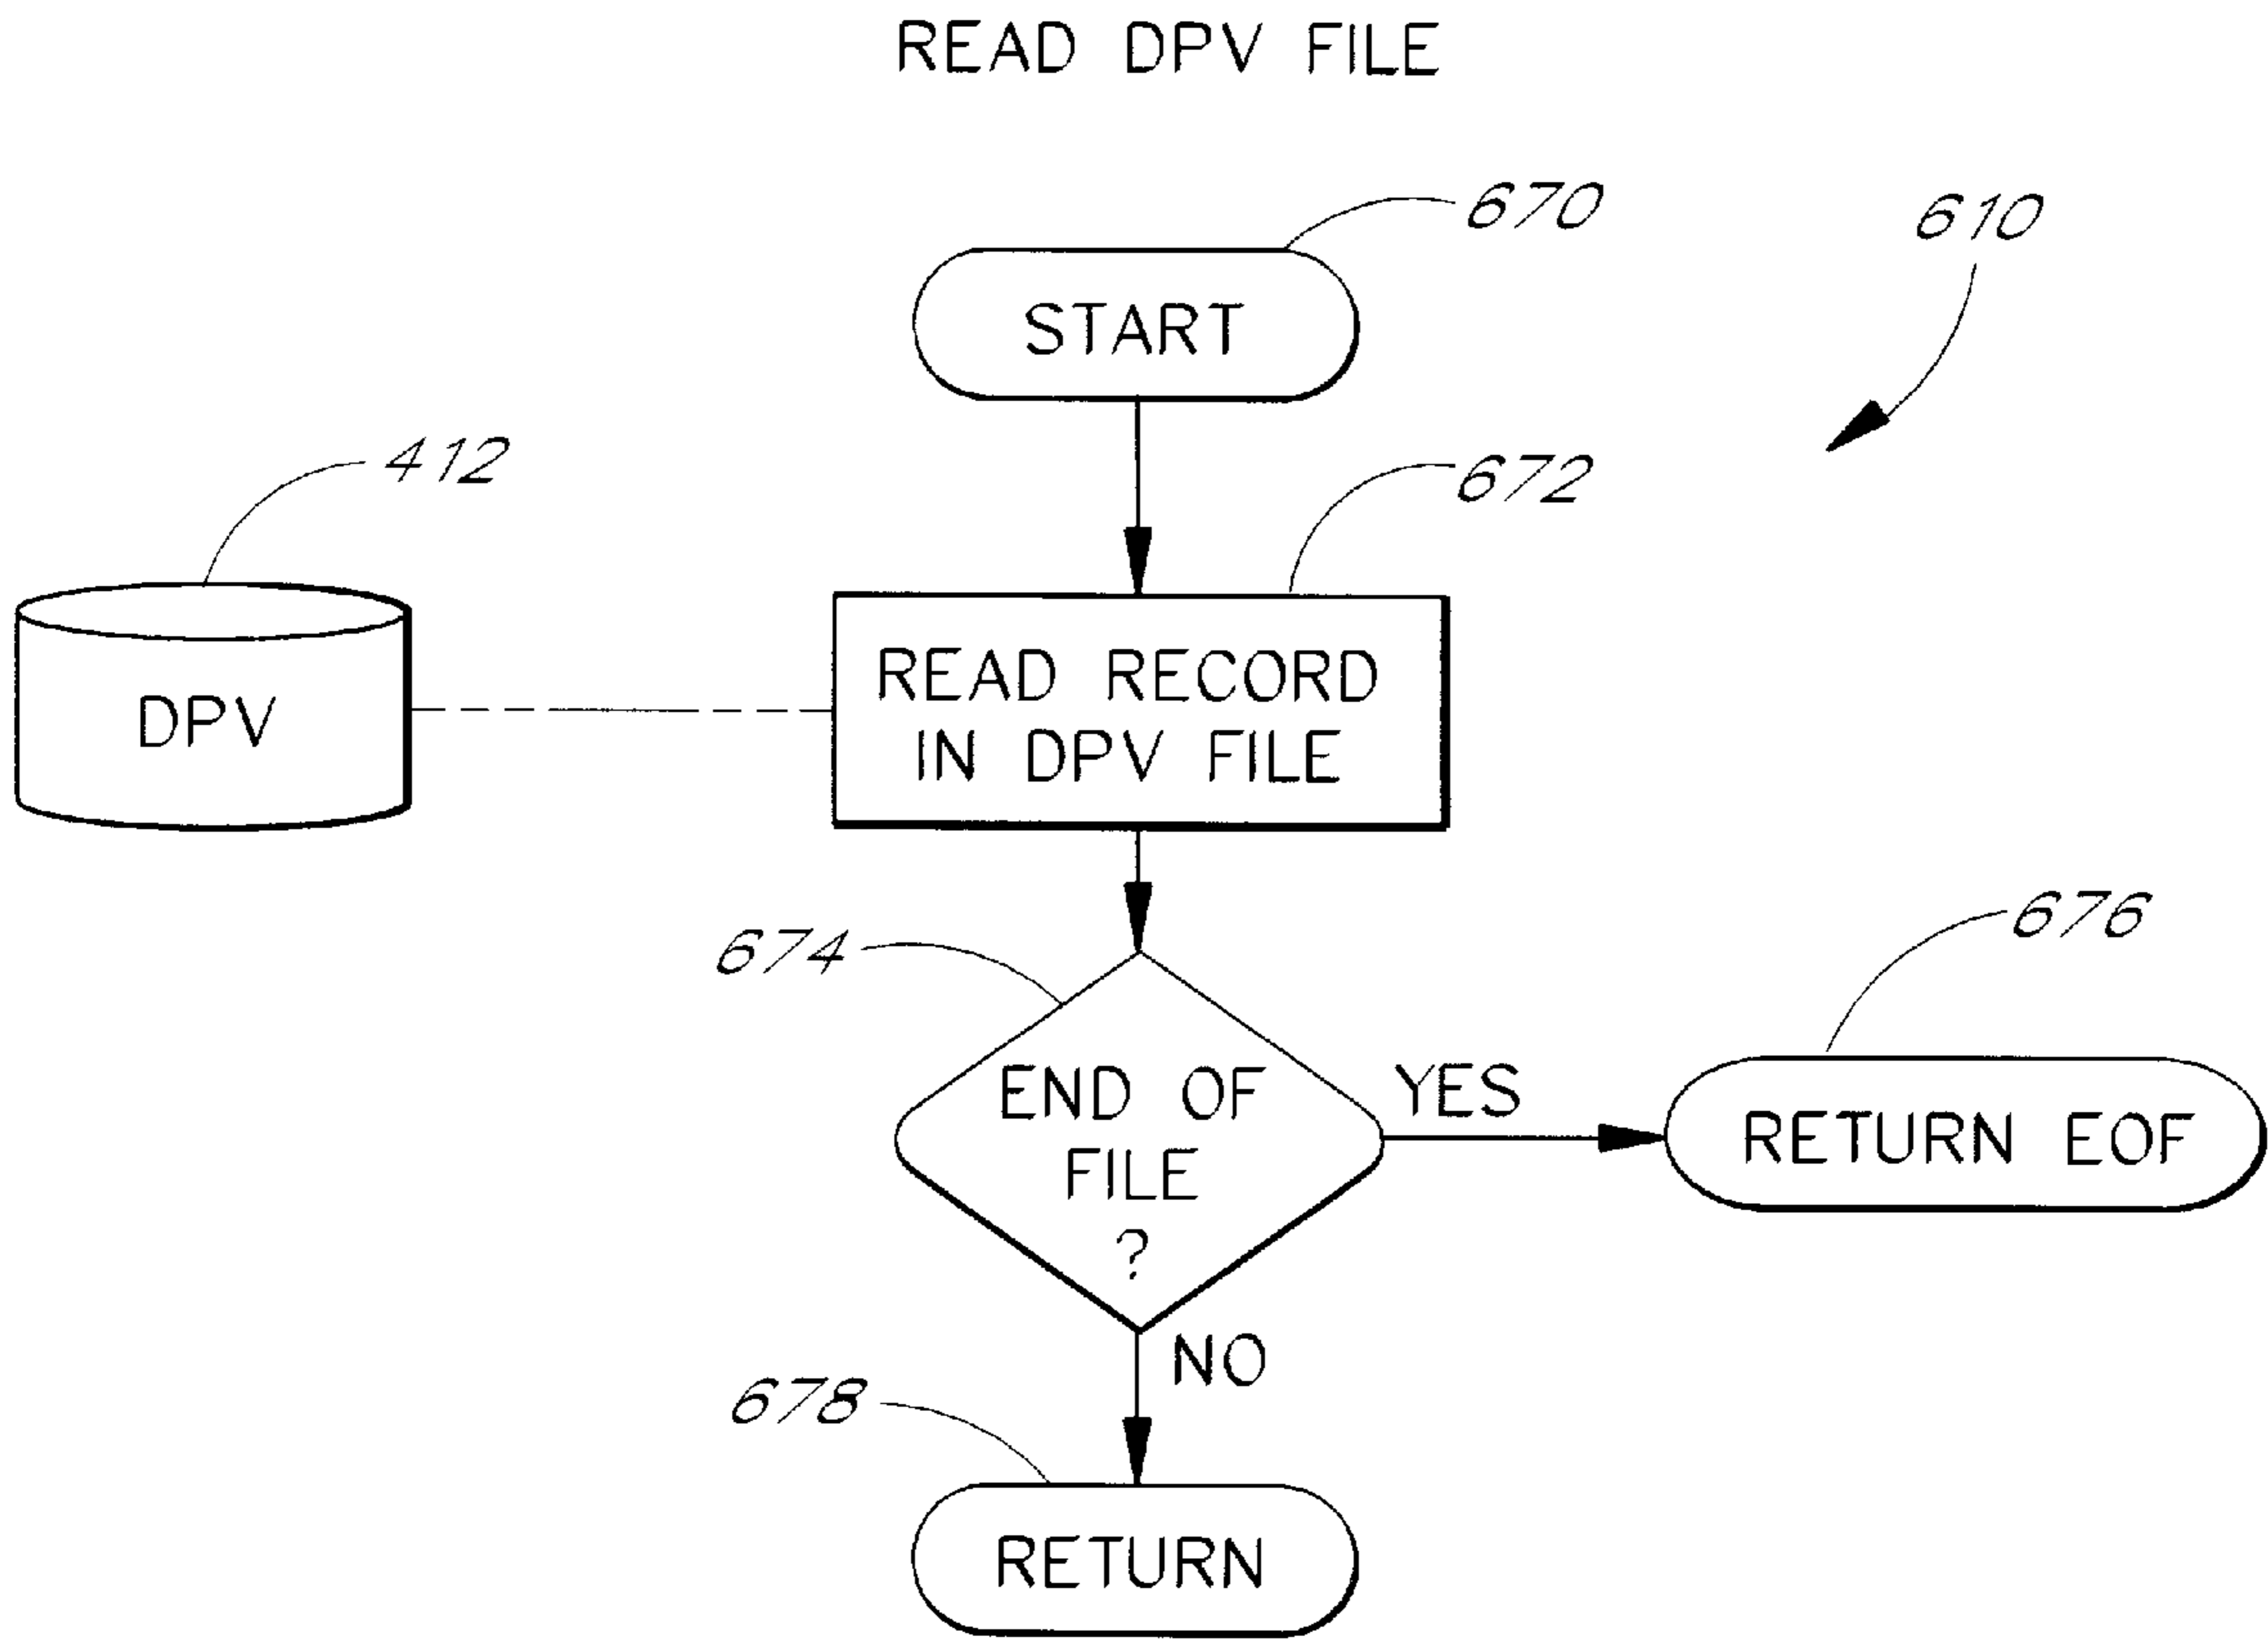 READ DPV FILE
670
610
START
412
672
DPV
READ RECORD
IN DPV FILE
674
676
END OF
FILE
?
YES
RETURN EOF
NO
678
RETURN